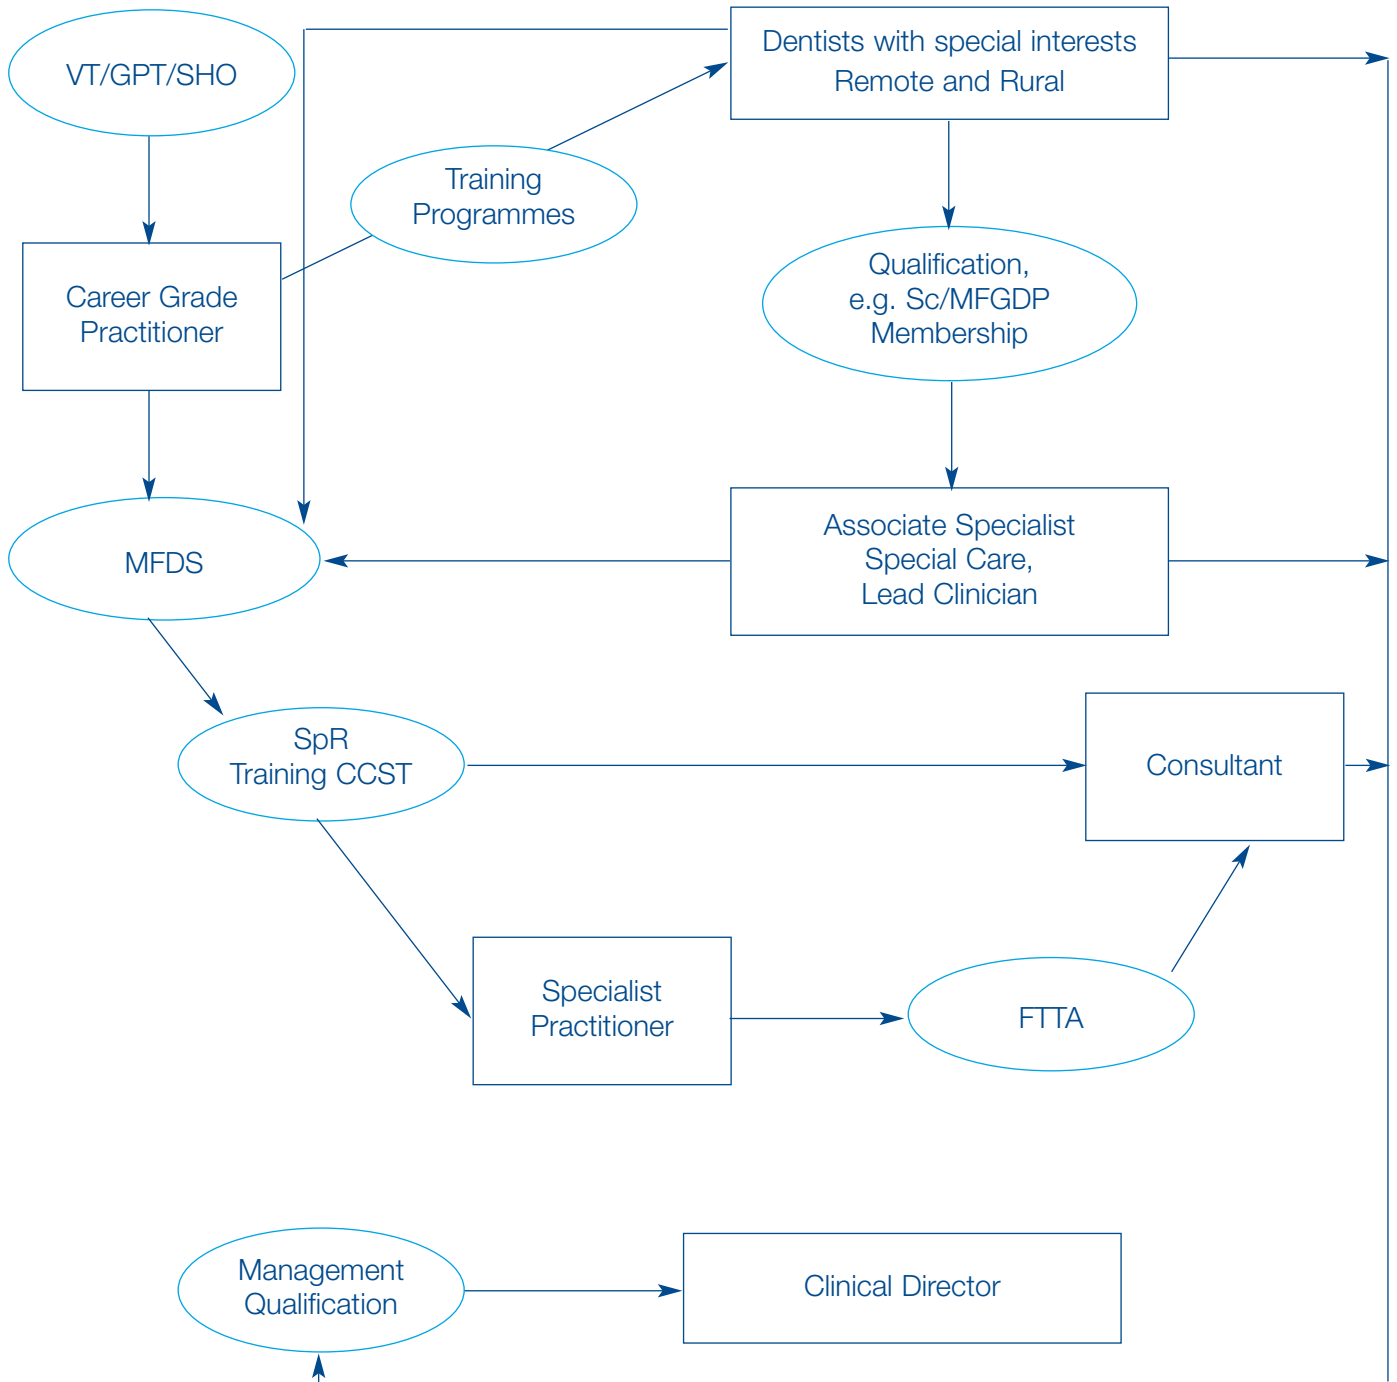 VT/GPT/SHO
Dentists with special interests
Remote and Rural
Training
Programmes
Career Grade
Practitioner
Qualification,
e.g. Sc/MFGDP
Membership
MFDS
Associate Specialist
Special Care,
Lead Clinician
SpR
Training CCST
Consultant
Specialist
Practitioner
FTTA
Management
Qualification
Clinical Director